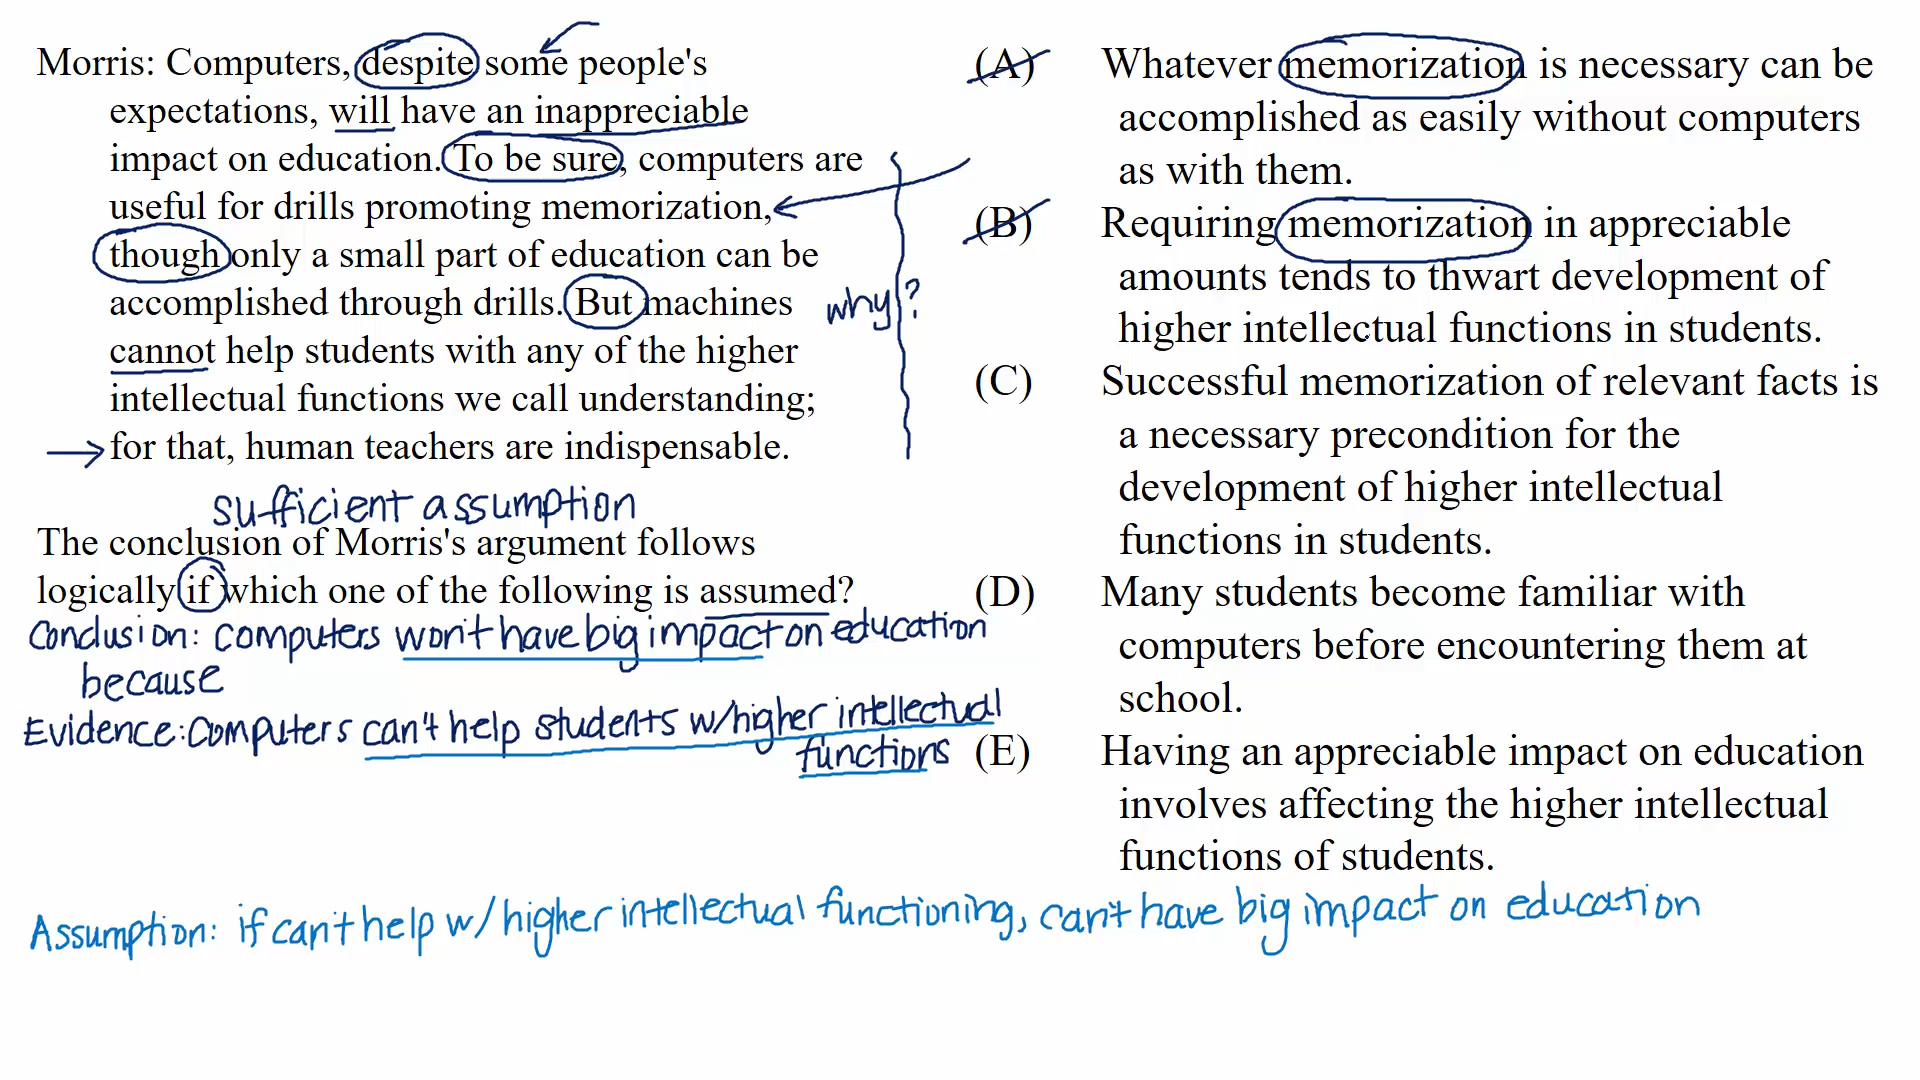 Morris: Computers, despite some people's
expectations, will have an inappreciable
impact on education. To be sure, computers are
useful for drills promoting memorization,
though only a small part of education can be
accomplished through drills. But machines
cannot help students with any of the higher
intellectual functions we call understanding;
for that, human teachers are indispensable.
why?
sufficient assumption
The conclusion of Morris's argument follows
logically if which one of the following is assumed?
Conclusion: computers won't have big impact on education
because
Evidence: Computers can't help students w/higher intellectual
functions
(A) Whatever memorization is necessary can be
accomplished as easily without computers
as with them.
(B) Requiring memorization in appreciable
amounts tends to thwart development of
higher intellectual functions in students.
(C) Successful memorization of relevant facts is
a necessary precondition for the
development of higher intellectual
functions in students.
(D) Many students become familiar with
computers before encountering them at
school.
(E) Having an appreciable impact on education
involves affecting the higher intellectual
functions of students.
Assumption: if can't help w/ higher intellectual functioning, can't have big impact on education